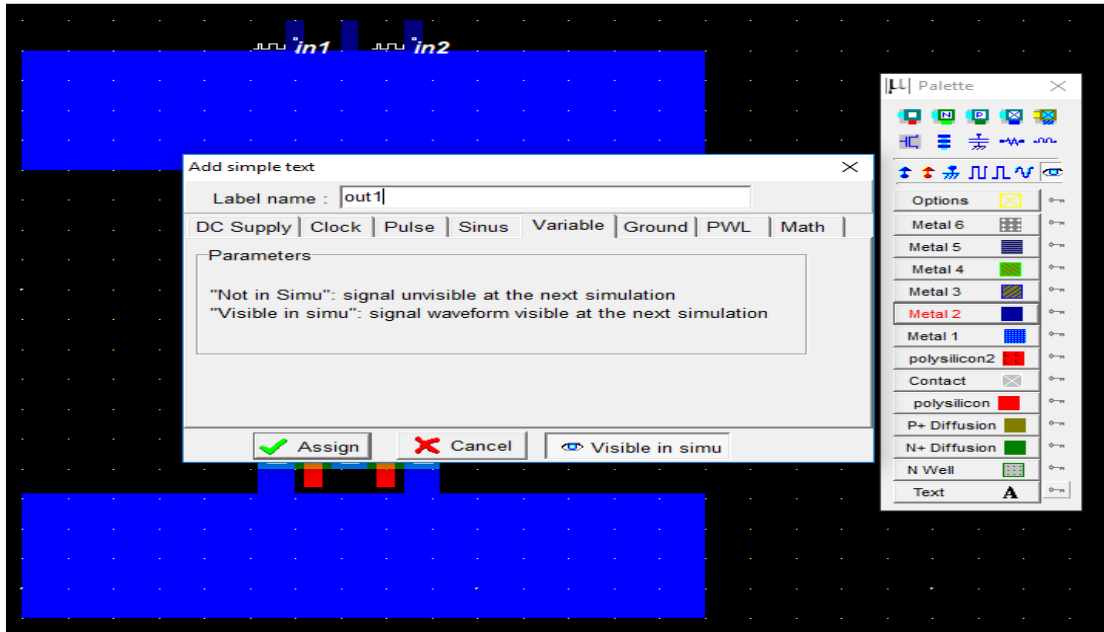 in1 in2
Palette
N P
Add simple text
Label name : out1
DC Supply Clock Pulse Sinus Variable Ground PWL Math
Parameters
"Not in Simu": signal unvisible at the next simulation
"Visible in simu": signal waveform visible at the next simulation
Assign Cancel Visible in simu
Options
Metal 6
Metal 5
Metal 4
Metal 3
Metal 2
Metal 1
polysilicon2
Contact
polysilicon
P+ Diffusion
N+ Diffusion
N Well
Text A